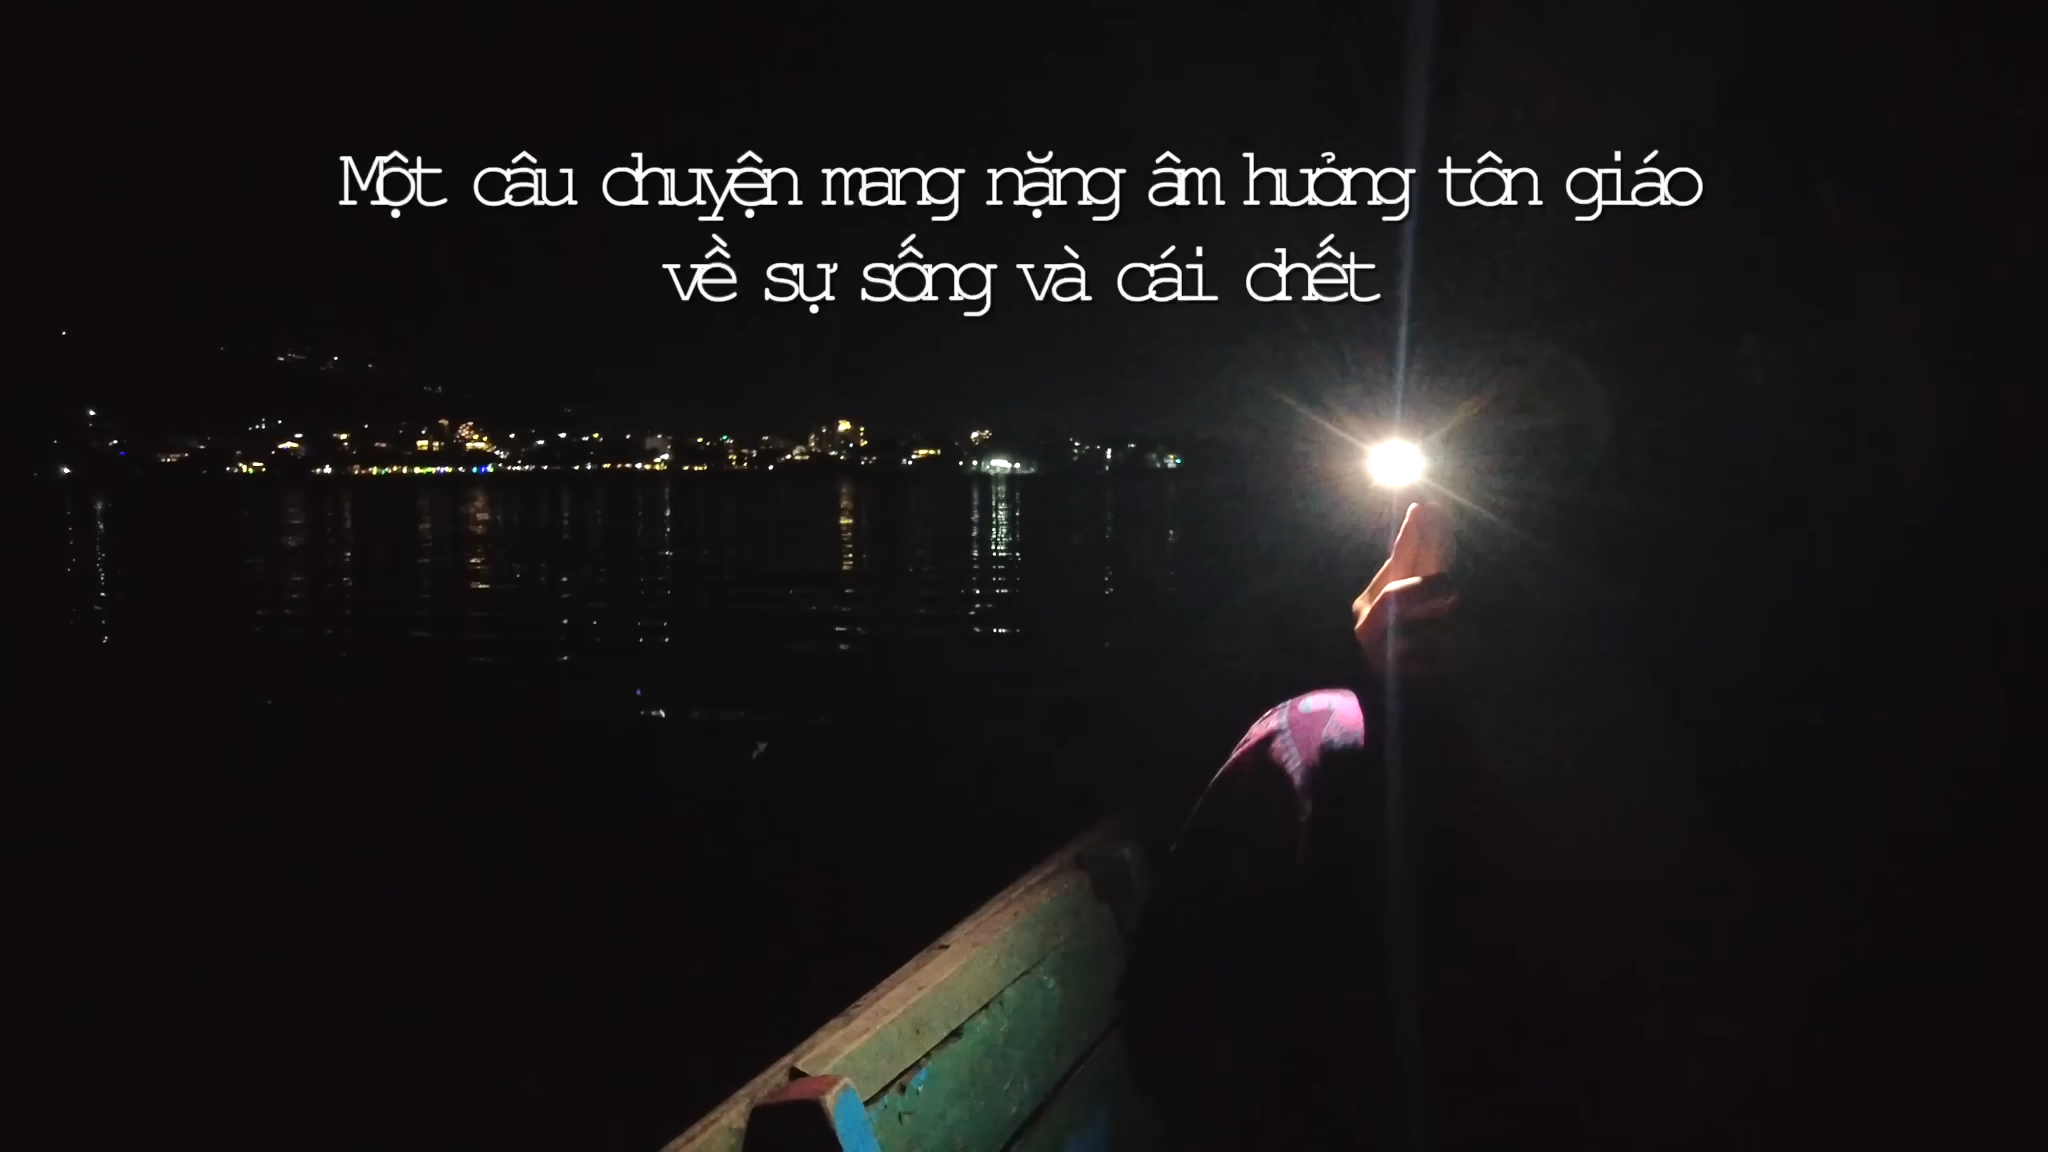 Một câu chuyện mang nặng âm hưởng tôn giáo
về sự sống và cái chết